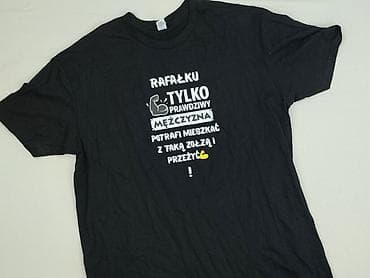 RAFAŁKU
TYLKO
PRAWDZIWY
MĘŻCZYZNA
POTRAFI MIESZKAĆ
Z TAKĄ ZOŁZĄ I
PRZEŻYĆ
!